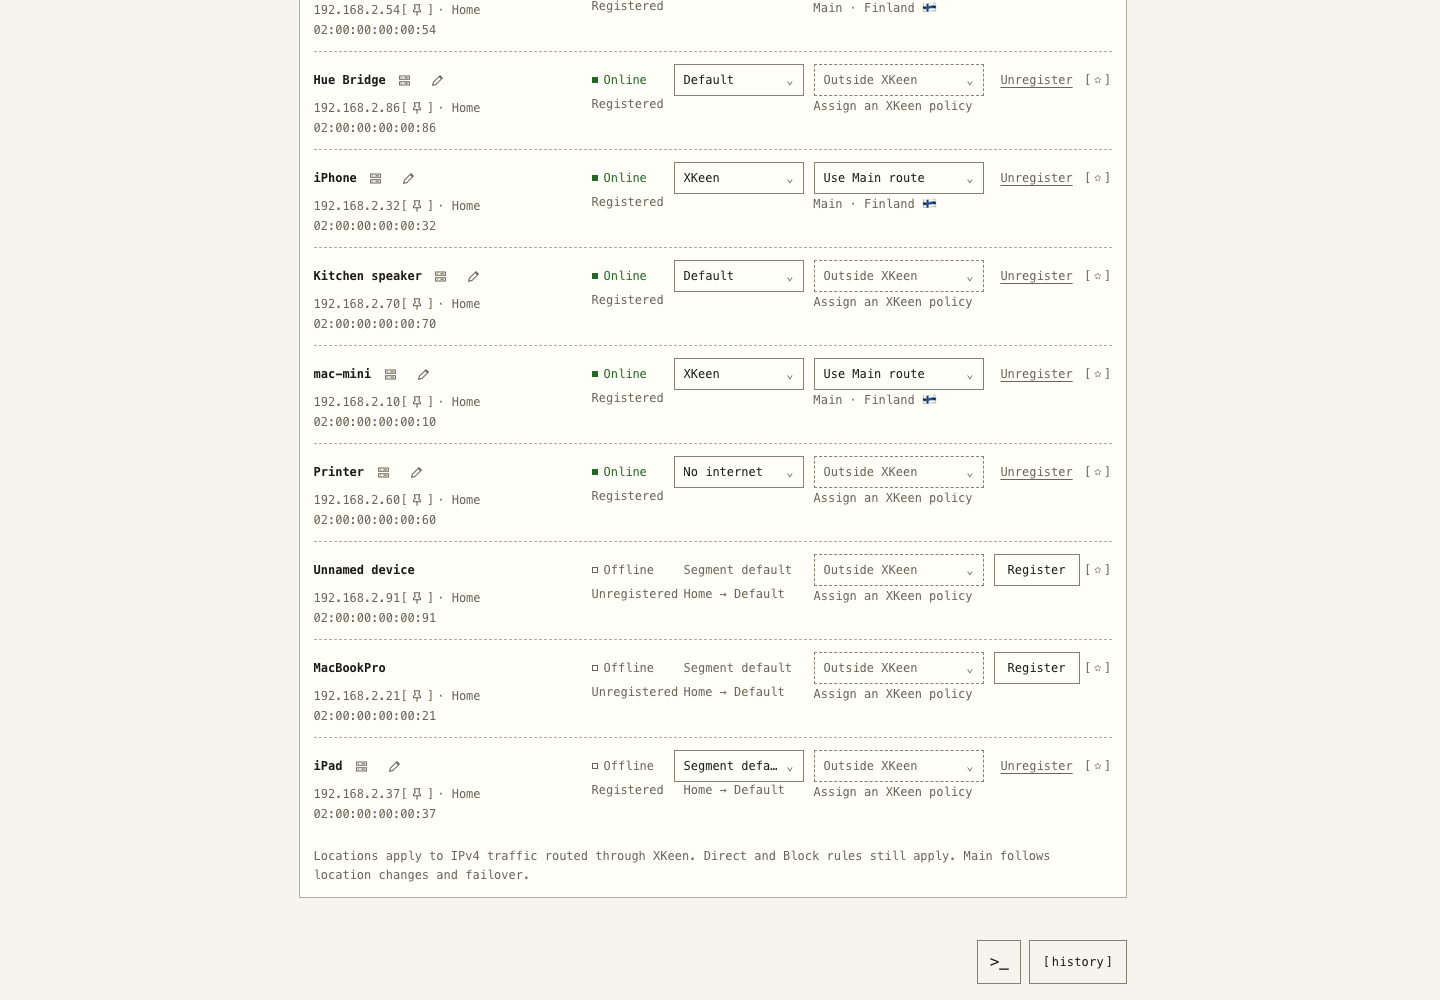 192.168.2.54[ ] · Home Registered Main · Finland
02:00:00:00:00:54
Hue Bridge Online Default Outside XKeen Unregister [☆]
192.168.2.86[ ] · Home Registered Assign an XKeen policy
02:00:00:00:00:86
iPhone Online XKeen Use Main route Unregister [☆]
192.168.2.32[ ] · Home Registered Main · Finland
02:00:00:00:00:32
Kitchen speaker Online Default Outside XKeen Unregister [☆]
192.168.2.70[ ] · Home Registered Assign an XKeen policy
02:00:00:00:00:70
mac-mini Online XKeen Use Main route Unregister [☆]
192.168.2.10[ ] · Home Registered Main · Finland
02:00:00:00:00:10
Printer Online No internet Outside XKeen Unregister [☆]
192.168.2.60[ ] · Home Registered Assign an XKeen policy
02:00:00:00:00:60
Unnamed device Offline Segment default Outside XKeen Register [☆]
192.168.2.91[ ] · Home Unregistered Home → Default Assign an XKeen policy
02:00:00:00:00:91
MacBookPro Offline Segment default Outside XKeen Register [☆]
192.168.2.21[ ] · Home Unregistered Home → Default Assign an XKeen policy
02:00:00:00:00:21
iPad Offline Segment defa… Outside XKeen Unregister [☆]
192.168.2.37[ ] · Home Registered Home → Default Assign an XKeen policy
02:00:00:00:00:37
Locations apply to IPv4 traffic routed through XKeen. Direct and Block rules still apply. Main follows
location changes and failover.
>_ [history]